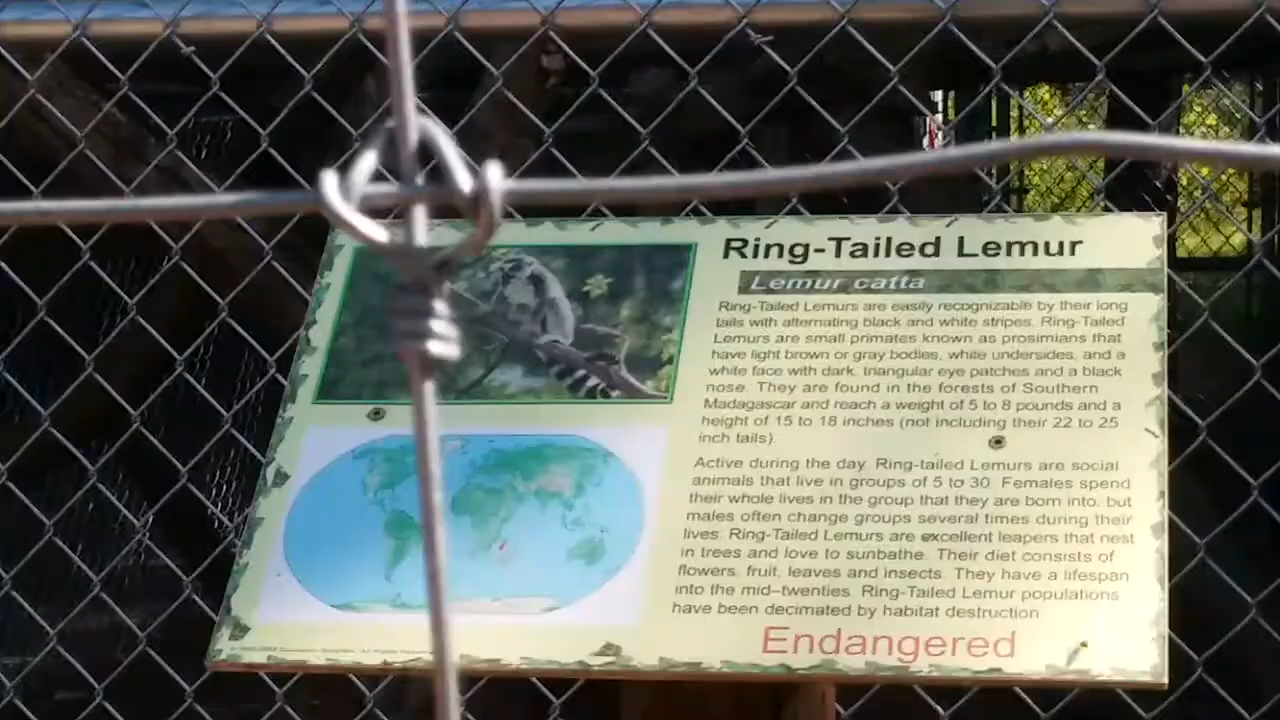 Ring-Tailed Lemur
Lemur catta
Ring-Tailed Lemurs are easily recognizable by their long
tails with alternating black and white stripes. Ring-Tailed
Lemurs are small primates known as prosimians that
have light brown or gray bodies, white undersides, and a
white face with dark, triangular eye patches and a black
nose. They are found in the forests of Southern
Madagascar and reach a weight of 5 to 8 pounds and a
height of 15 to 18 inches (not including their 22 to 25
inch tails).
Active during the day, Ring-tailed Lemurs are social
animals that live in groups of 5 to 30. Females spend
their whole lives in the group that they are born into, but
males often change groups several times during their
lives. Ring-Tailed Lemurs are excellent leapers that nest
in trees and love to sunbathe. Their diet consists of
flowers, fruit, leaves and insects. They have a lifespan
into the mid-twenties. Ring-Tailed Lemur populations
have been decimated by habitat destruction
Endangered